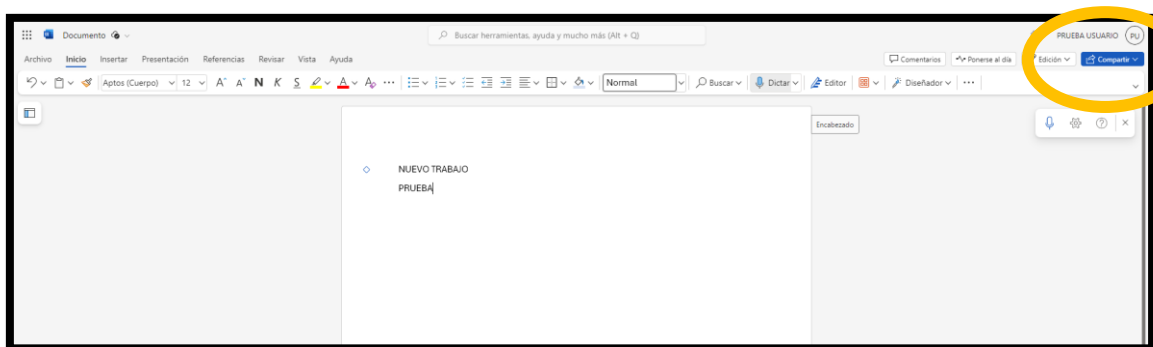 Documento
Buscar herramientas, ayuda y mucho más (Alt + Q)
PRUEBA USUARIO PU
Archivo Inicio Insertar Presentación Referencias Revisar Vista Ayuda
Comentarios Ponerse al día Edición Compartir
Aptos (Cuerpo) 12 A A N K S A A Normal Buscar Dictar Editor Diseñador
Encabezado
NUEVO TRABAJO
PRUEBA